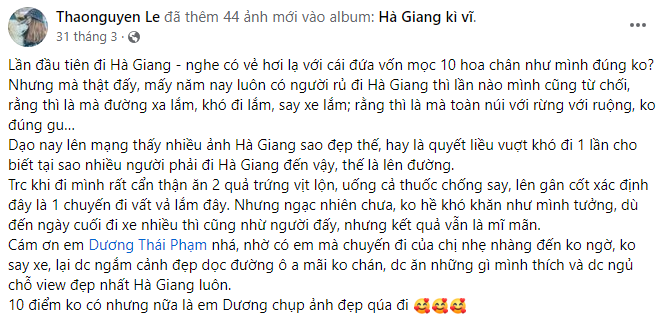 Thaonguyen Le đã thêm 44 ảnh mới vào album: Hà Giang kì vĩ.
31 tháng 3 ·
Lần đầu tiên đi Hà Giang - nghe có vẻ hơi lạ với cái đứa vốn mọc 10 hoa chân như mình đúng ko?
Nhưng mà thật đấy, mấy năm nay luôn có người rủ đi Hà Giang thì lần nào mình cũng từ chối,
rằng thì là mà đường xa lắm, khó đi lắm, say xe lắm; rằng thì là mà toàn núi với rừng với ruộng, ko
đúng gu...
Dạo nay lên mạng thấy nhiều ảnh Hà Giang sao đẹp thế, hay là quyết liều vượt khó đi 1 lần cho
biết tại sao nhiều người phải đi Hà Giang đến vậy, thế là lên đường.
Trc khi đi mình rất cẩn thận ăn 2 quả trứng vịt lộn, uống cả thuốc chống say, lên gân cốt xác định
đây là 1 chuyến đi vất vả lắm đây. Nhưng ngạc nhiên chưa, ko hề khó khăn như mình tưởng, dù
đến ngày cuối đi xe nhiều thì cũng nhừ người đấy, nhưng kết quả vẫn là mĩ mãn.
Cám ơn em Dương Thái Phạm nhá, nhờ có em mà chuyến đi của chị nhẹ nhàng đến ko ngờ, ko
say xe, lại dc ngắm cảnh đẹp dọc đường ô a mãi ko chán, dc ăn những gì mình thích và dc ngủ
chỗ view đẹp nhất Hà Giang luôn.
10 điểm ko có nhưng nữa là em Dương chụp ảnh đẹp qúa đi 🥰🥰🥰